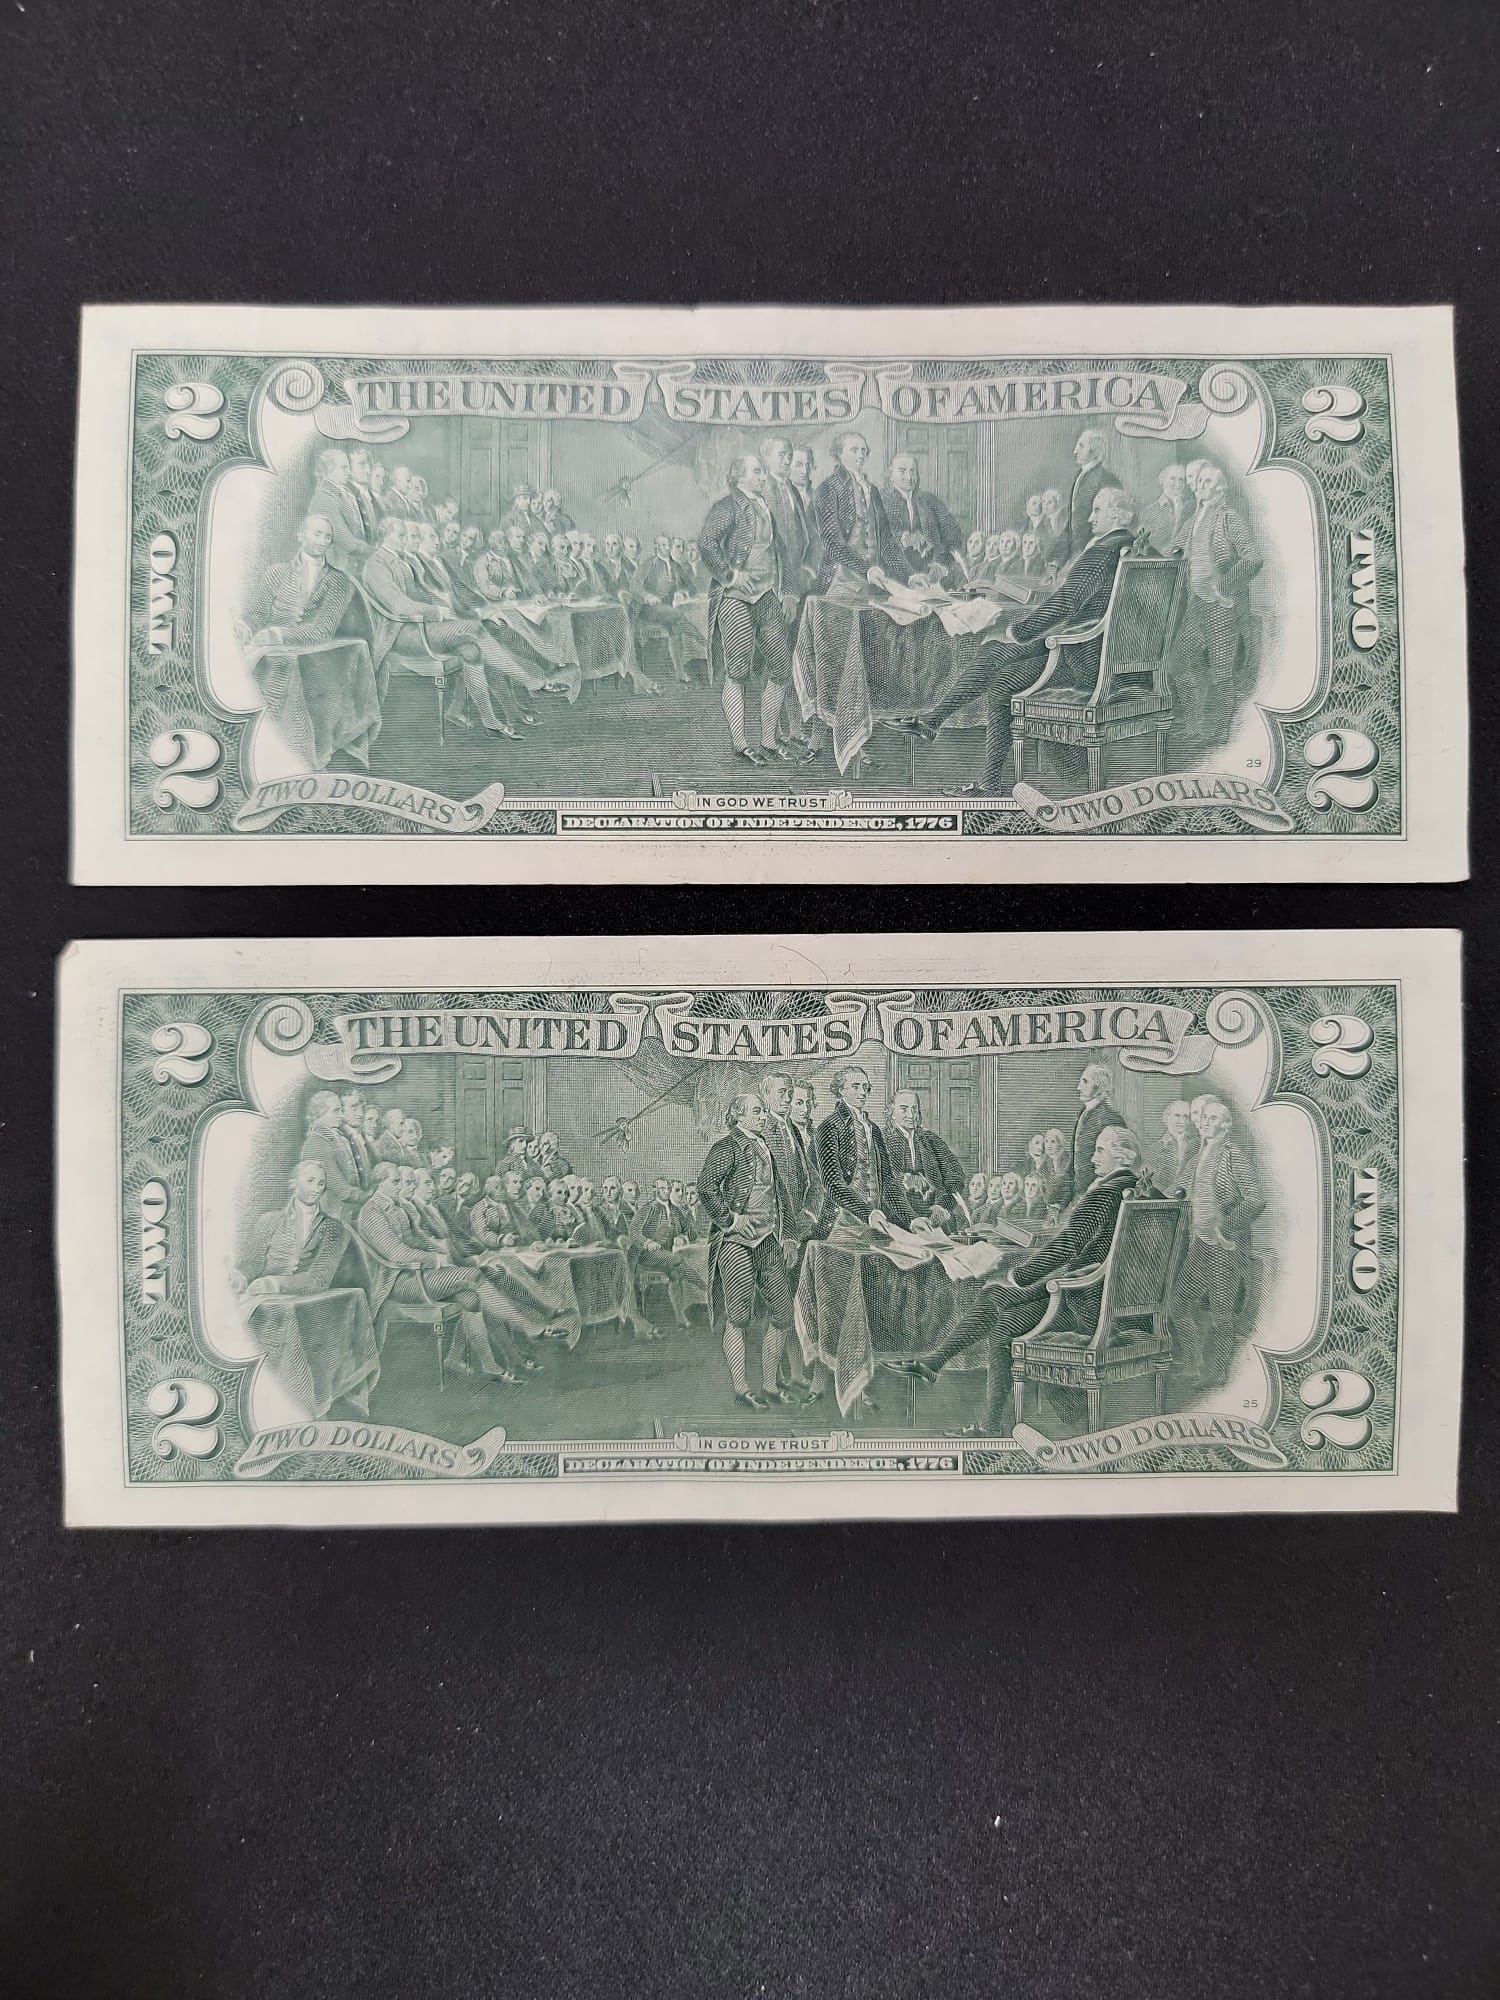 2 THE UNITED STATES OF AMERICA 2
TWO TWO
29
2 TWO DOLLARS IN GOD WE TRUST TWO DOLLARS 2
DECLARATION OF INDEPENDENCE, 1776
2 THE UNITED STATES OF AMERICA 2
TWO TWO
25
2 TWO DOLLARS IN GOD WE TRUST TWO DOLLARS 2
DECLARATION OF INDEPENDENCE, 1776